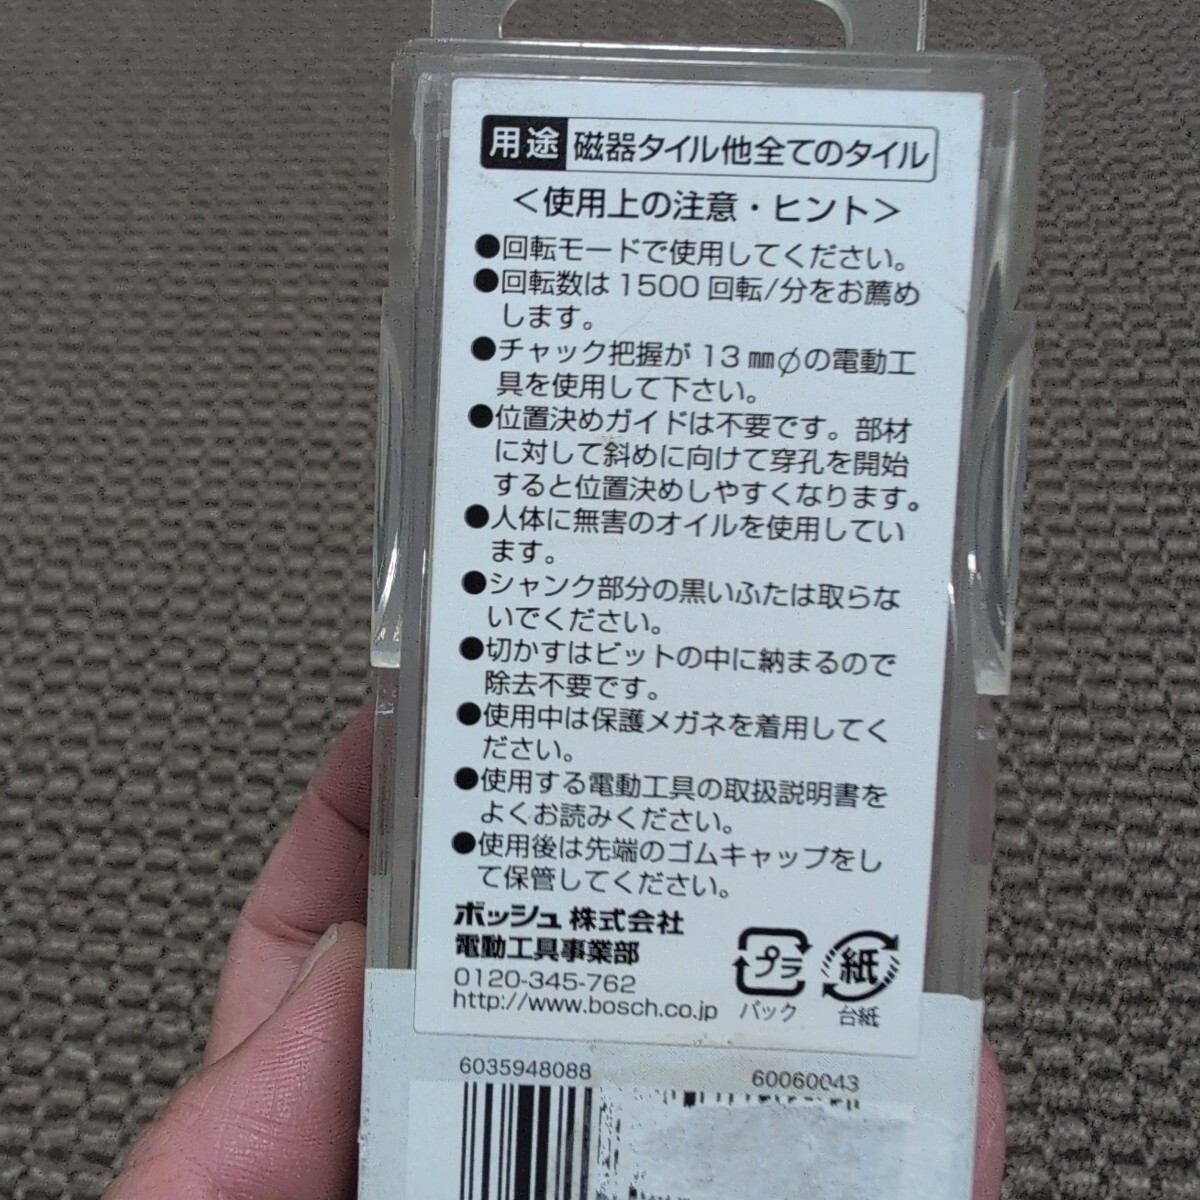 用途 磁器タイル他全てのタイル
＜使用上の注意・ヒント＞
●回転モードで使用してください。
●回転数は1500回転/分をお薦め
します。
●チャック把握が13㎜φの電動工
具を使用して下さい。
●位置決めガイドは不要です。部材
に対して斜めに向けて穿孔を開始
すると位置決めしやすくなります。
●人体に無害のオイルを使用してい
ます。
●シャンク部分の黒いふたは取らな
いでください。
●切かすはビットの中に納まるので
除去不要です。
●使用中は保護メガネを着用してく
ださい。
●使用する電動工具の取扱説明書を
よくお読みください。
●使用後は先端のゴムキャップをし
て保管してください。
ボッシュ株式会社
電動工具事業部
0120-345-762
http://www.bosch.co.jp
プラ
パック
紙
台紙
6035948088
60060043